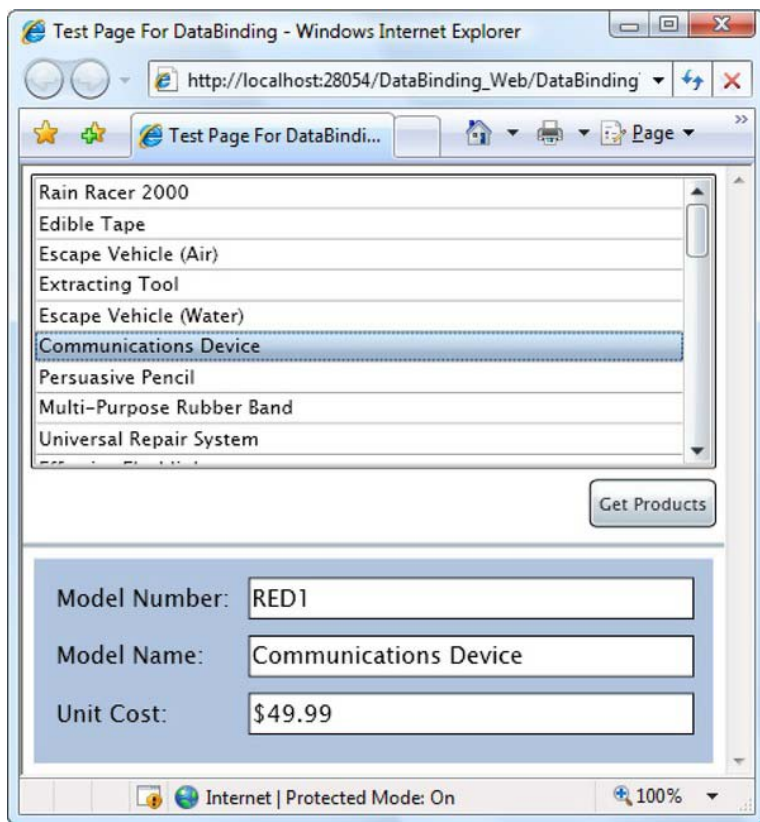 Test Page For DataBinding - Windows Internet Explorer
http://localhost:28054/DataBinding_Web/DataBinding
Test Page For DataBindi...
Page
Rain Racer 2000
Edible Tape
Escape Vehicle (Air)
Extracting Tool
Escape Vehicle (Water)
Communications Device
Persuasive Pencil
Multi-Purpose Rubber Band
Universal Repair System
Get Products
Model Number: RED1
Model Name: Communications Device
Unit Cost: $49.99
Internet | Protected Mode: On 100%